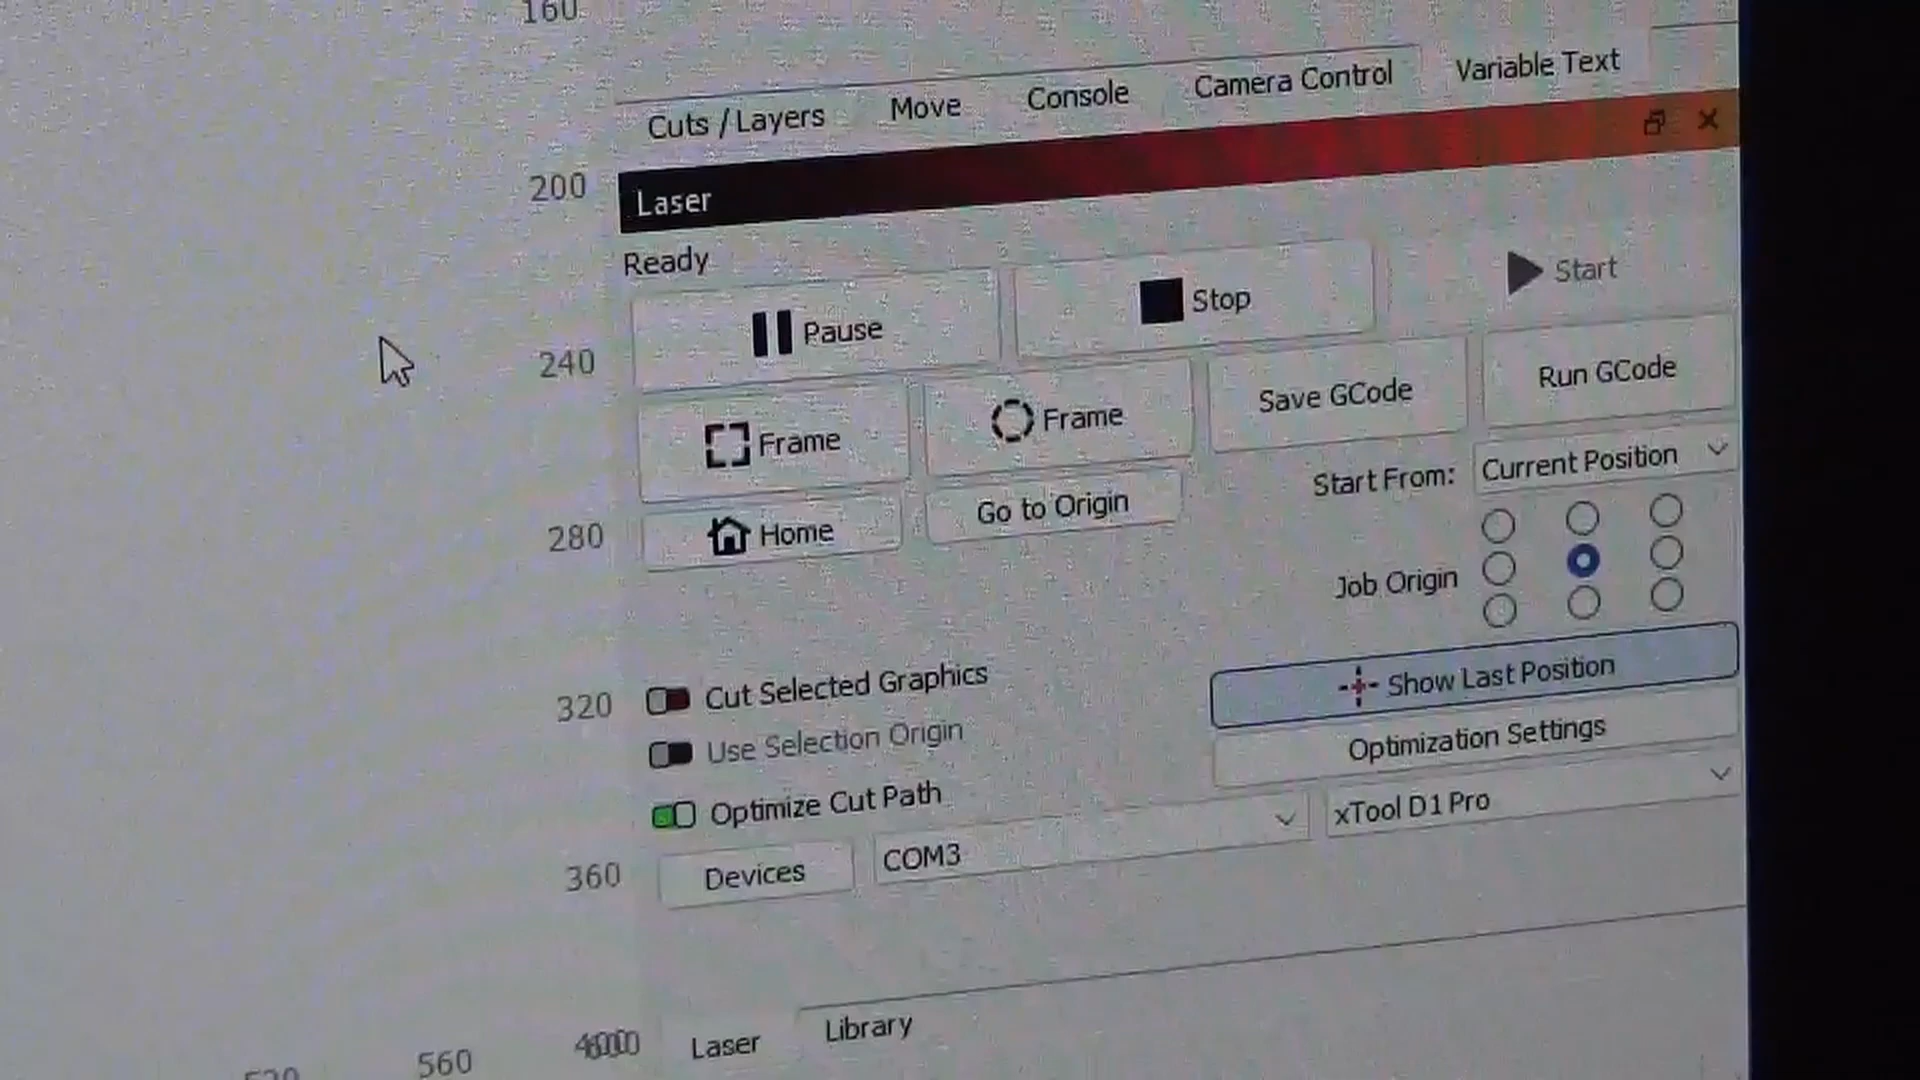 160
Cuts / Layers Move Console Camera Control Variable Text
200
Laser
Ready
Pause Stop Start
240
Frame Frame Save GCode Run GCode
Start From: Current Position
280
Home Go to Origin
Job Origin
320
Cut Selected Graphics
Show Last Position
Use Selection Origin
Optimization Settings
Optimize Cut Path
360
Devices COM3 xTool D1 Pro
Laser Library
560